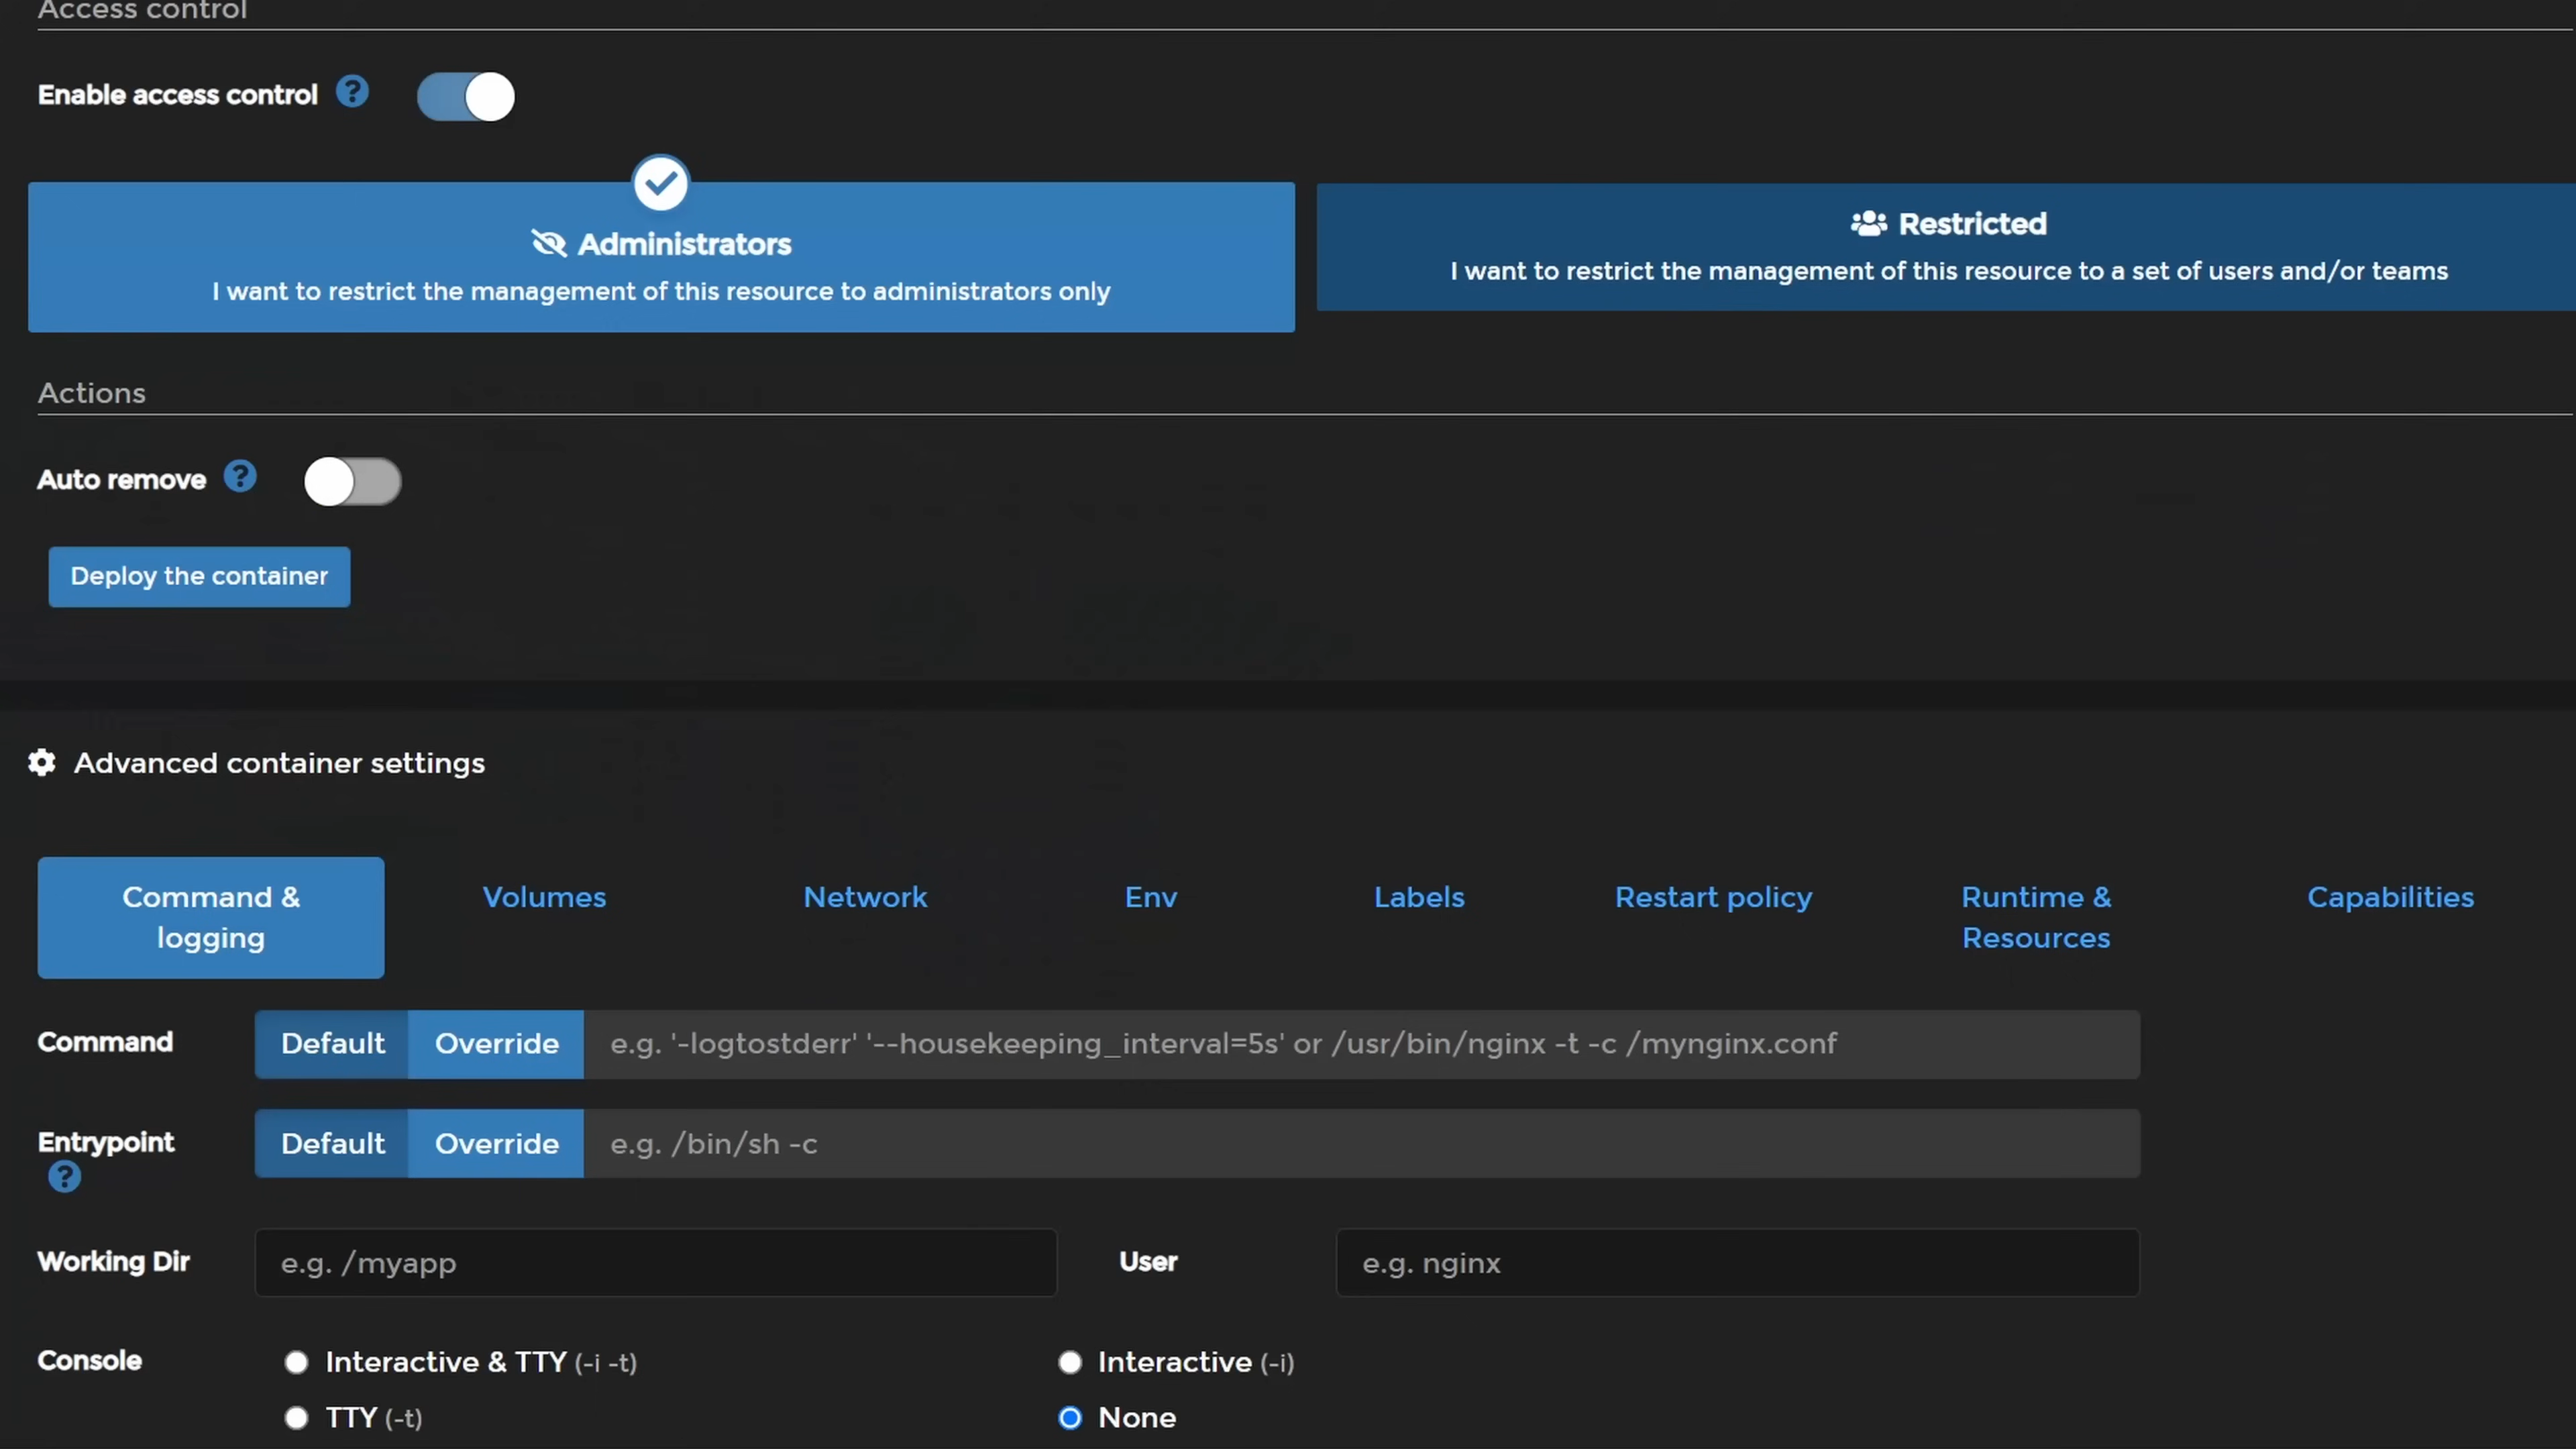 Access control
Enable access control ?
Administrators
I want to restrict the management of this resource to administrators only
Restricted
I want to restrict the management of this resource to a set of users and/or teams
Actions
Auto remove ?
Deploy the container
Advanced container settings
Command &
logging
Volumes
Network
Env
Labels
Restart policy
Runtime &
Resources
Capabilities
Command Default Override e.g. '-logtostderr' '--housekeeping_interval=5s' or /usr/bin/nginx -t -c /mynginx.conf
Entrypoint Default Override e.g. /bin/sh -c
?
Working Dir e.g. /myapp User e.g. nginx
Console Interactive & TTY (-i -t) Interactive (-i)
TTY (-t) None